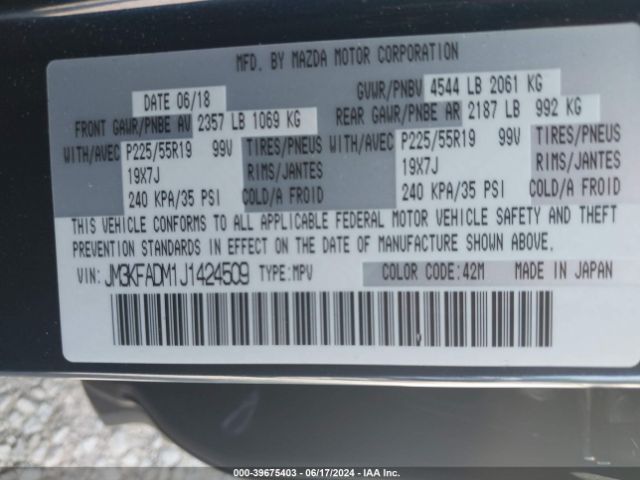 MFD. BY MAZDA MOTOR CORPORATION
DATE 06/18 GVWR/PNBV 4544 LB 2061 KG
FRONT GAWR/PNBE AV 2357 LB 1069 KG REAR GAWR/PNBE AR 2187 LB 992 KG
WITH/AVEC P225/55R19 99V TIRES/PNEUS WITH/AVEC P225/55R19 99V TIRES/PNEUS
19X7J RIMS/JANTES 19X7J RIMS/JANTES
240 KPA/35 PSI COLD/A FROID 240 KPA/35 PSI COLD/A FROID
THIS VEHICLE CONFORMS TO ALL APPLICABLE FEDERAL MOTOR VEHICLE SAFETY AND THEFT
PREVENTION STANDARDS IN EFFECT ON THE DATE OF MANUFACTURE SHOWN ABOVE.
VIN: JM3KFADM1J1424509 TYPE:MPV COLOR CODE:42M MADE IN JAPAN
000-39675403 - 06/17/2024 - IAA Inc.